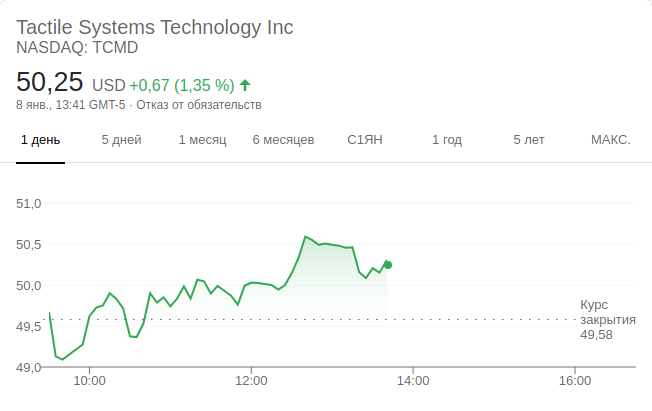 Tactile Systems Technology Inc
NASDAQ: TCMD
50,25 USD +0,67 (1,35 %)
8 янв., 13:41 GMT-5 · Отказ от обязательств
1 день 5 дней 1 месяц 6 месяцев С1ЯН 1 год 5 лет МАКС.
51,0
50,5
50,0
49,5
49,0
Курс
закрытия
49,58
10:00 12:00 14:00 16:00